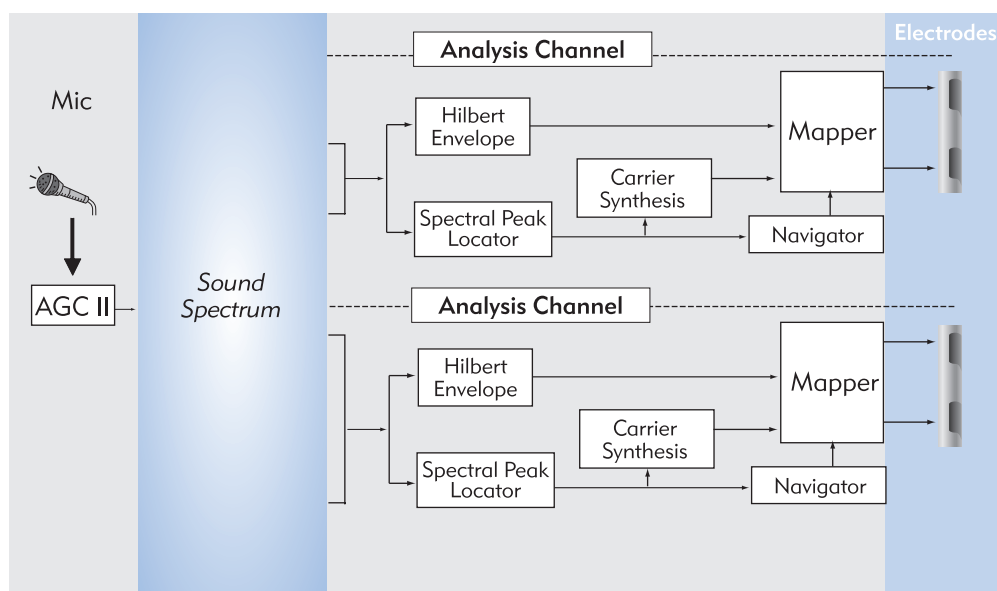 Electrodes
Analysis Channel
Mic
Hilbert
Envelope
Mapper
Carrier
Synthesis
Spectral Peak
Locator
Navigator
AGC II
Sound
Spectrum
Analysis Channel
Hilbert
Envelope
Mapper
Carrier
Synthesis
Spectral Peak
Locator
Navigator